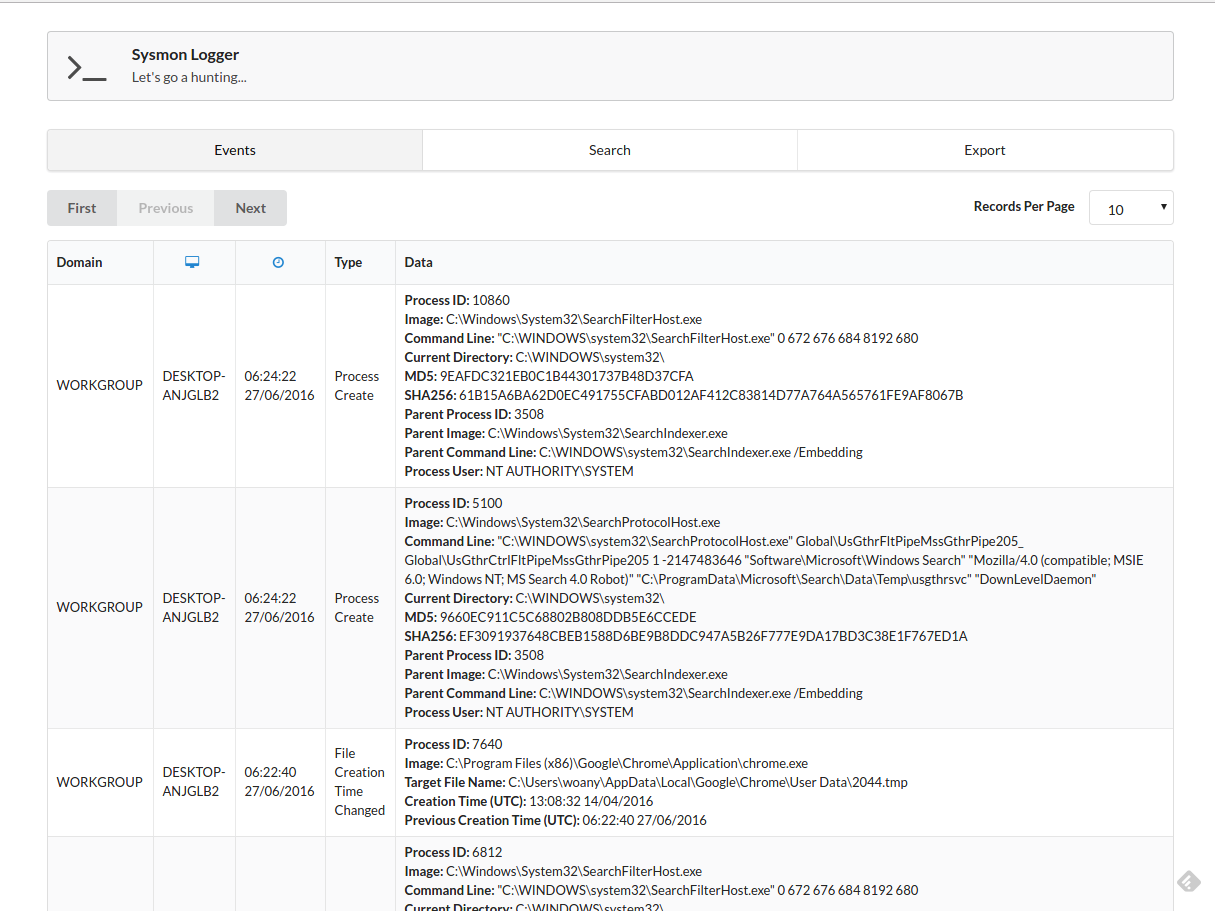 Sysmon Logger
Let's go a hunting...
Events
Search
Export
First
Previous
Next
Records Per Page
10
Domain
Type
Data
WORKGROUP
DESKTOP-
ANJGLB2
06:24:22
27/06/2016
Process
Create
Process ID: 10860
Image: C:\Windows\System32\SearchFilterHost.exe
Command Line: "C:\WINDOWS\system32\SearchFilterHost.exe" 0 672 676 684 8192 680
Current Directory: C:\WINDOWS\system32\
MD5: 9EAFDC321EB0C1B44301737B48D37CFA
SHA256: 61B15A6BA62D0EC491755CFABD012AF412C83814D77A764A565761FE9AF8067B
Parent Process ID: 3508
Parent Image: C:\Windows\System32\SearchIndexer.exe
Parent Command Line: C:\WINDOWS\system32\SearchIndexer.exe /Embedding
Process User: NT AUTHORITY\SYSTEM
WORKGROUP
DESKTOP-
ANJGLB2
06:24:22
27/06/2016
Process
Create
Process ID: 5100
Image: C:\Windows\System32\SearchProtocolHost.exe
Command Line: "C:\WINDOWS\system32\SearchProtocolHost.exe" Global\UsGthrFltPipeMssGthrPipe205_
Global\UsGthrCtrlFltPipeMssGthrPipe205 1 -2147483646 "Software\Microsoft\Windows Search" "Mozilla/4.0 (compatible; MSIE
6.0; Windows NT; MS Search 4.0 Robot)" "C:\ProgramData\Microsoft\Search\Data\Temp\usgthrsvc" "DownLevelDaemon"
Current Directory: C:\WINDOWS\system32\
MD5: 9660EC911C5C68802B808DDB5E6CCEDE
SHA256: EF3091937648CBEB1588D6BE9B8DDC947A5B26F777E9DA17BD3C38E1F767ED1A
Parent Process ID: 3508
Parent Image: C:\Windows\System32\SearchIndexer.exe
Parent Command Line: C:\WINDOWS\system32\SearchIndexer.exe /Embedding
Process User: NT AUTHORITY\SYSTEM
WORKGROUP
DESKTOP-
ANJGLB2
06:22:40
27/06/2016
File
Creation
Time
Changed
Process ID: 7640
Image: C:\Program Files (x86)\Google\Chrome\Application\chrome.exe
Target File Name: C:\Users\woany\AppData\Local\Google\Chrome\User Data\2044.tmp
Creation Time (UTC): 13:08:32 14/04/2016
Previous Creation Time (UTC): 06:22:40 27/06/2016
Process ID: 6812
Image: C:\Windows\System32\SearchFilterHost.exe
Command Line: "C:\WINDOWS\system32\SearchFilterHost.exe" 0 672 676 684 8192 680
Current Directory: C:\WINDOWS\system32\